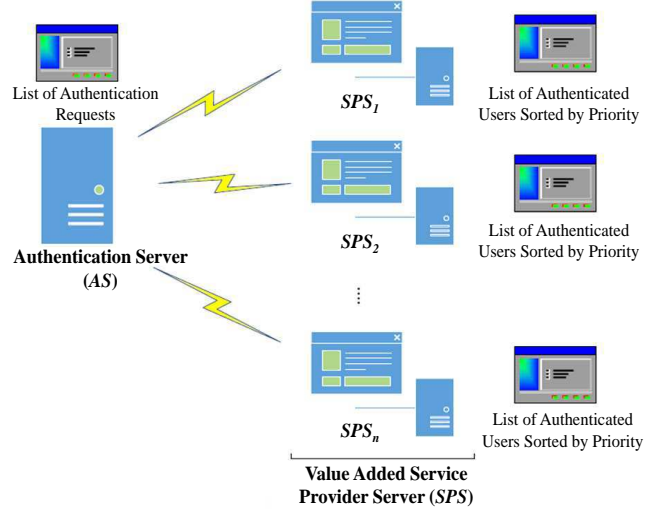 List of Authentication
Requests
Authentication Server
(AS)
SPS1
List of Authenticated
Users Sorted by Priority
SPS2
List of Authenticated
Users Sorted by Priority
.....
SPSn
List of Authenticated
Users Sorted by Priority
Value Added Service
Provider Server (SPS)